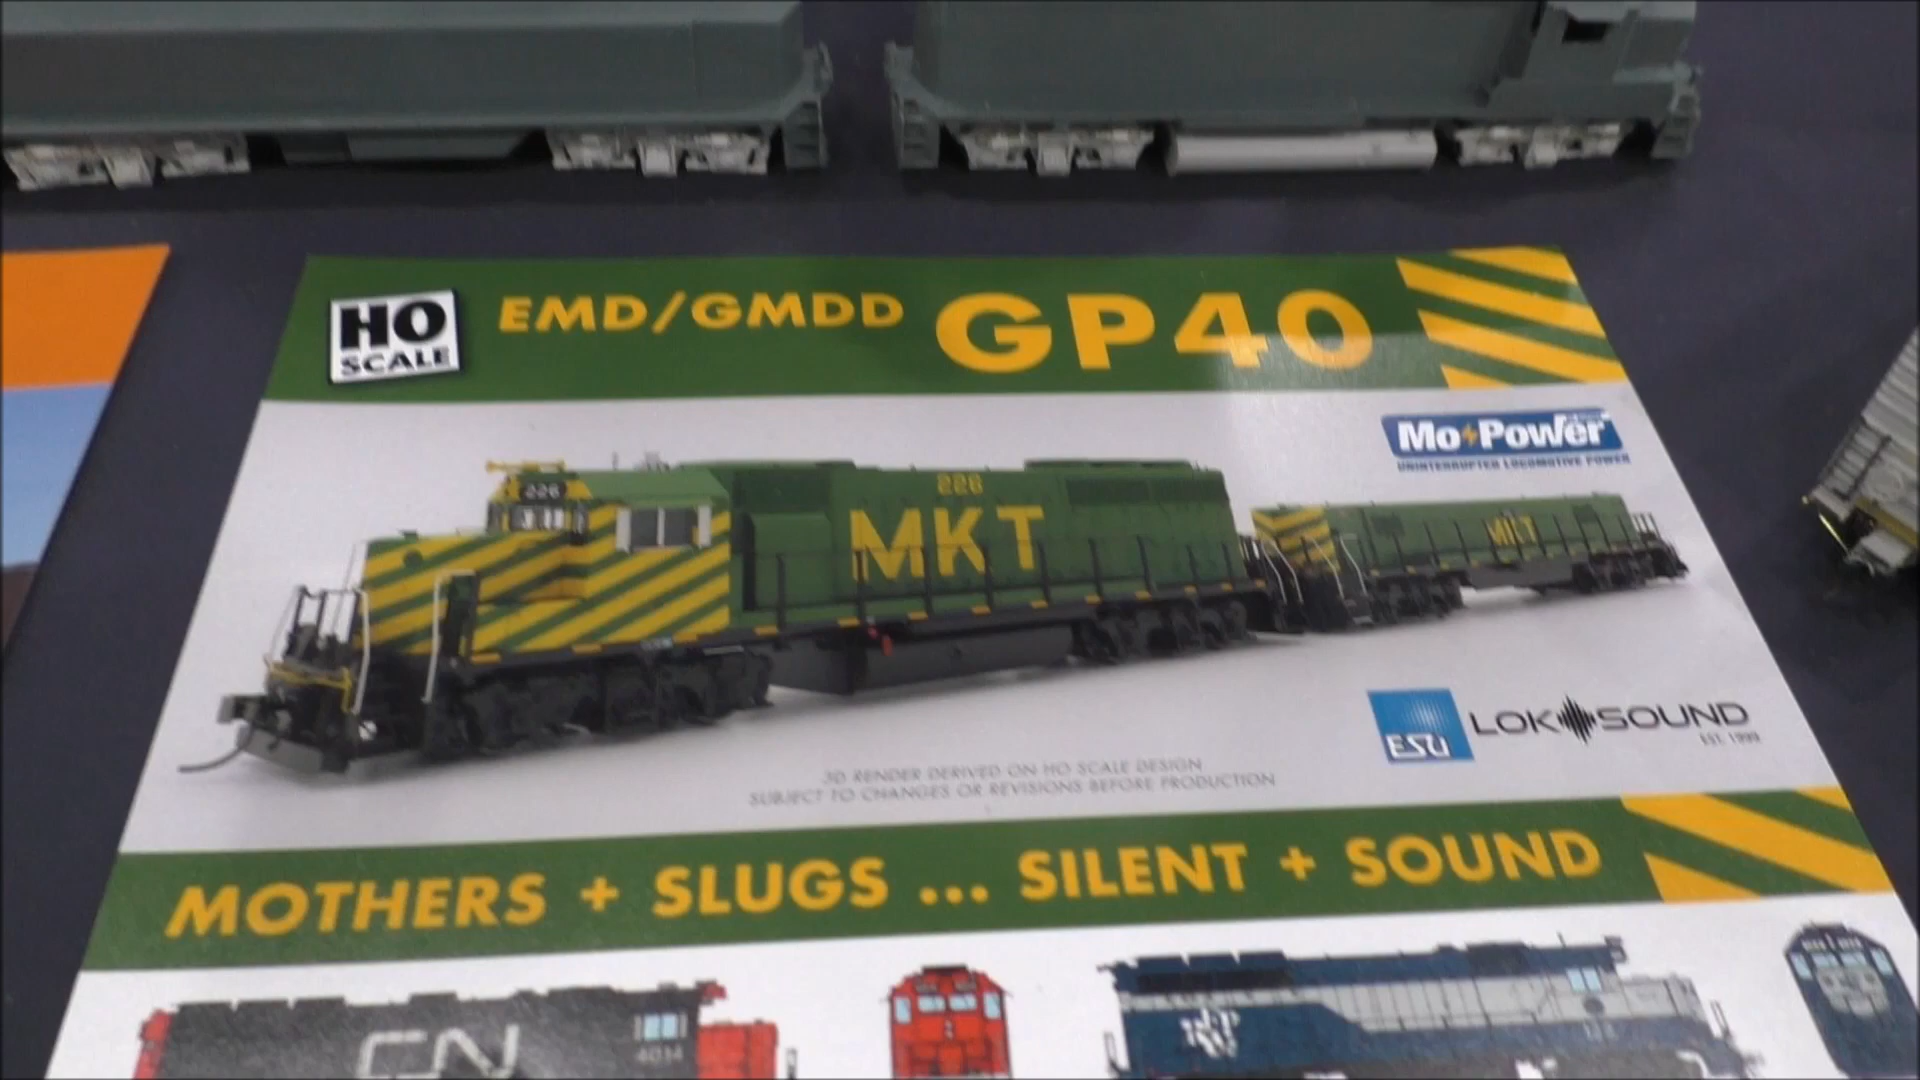 HO
SCALE
EMD/GMDD GP40
Mo Power
UNINTERRUPTED LOCOMOTIVE POWER
226
226
MKT
MKT
ESU LOKSOUND
EST. 1999
3D RENDER DERIVED ON HO SCALE DESIGN
SUBJECT TO CHANGES OR REVISIONS BEFORE PRODUCTION
MOTHERS + SLUGS ... SILENT + SOUND
CN
4014